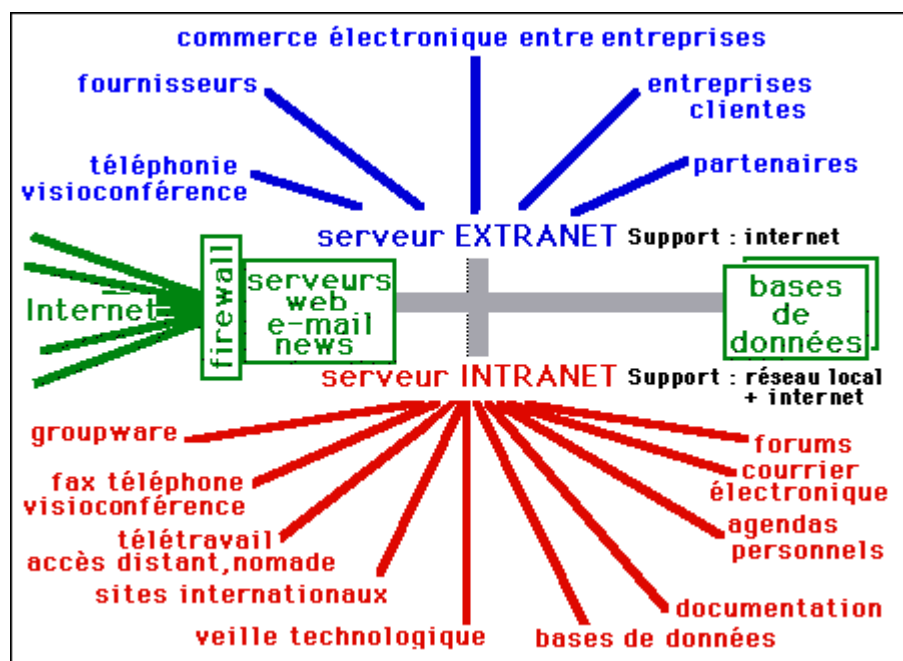 commerce électronique entre entreprises
fournisseurs
entreprises
clientes
téléphonie
visioconférence
partenaires
serveur EXTRANET Support : internet
Internet
firewall
serveurs
web
e-mail
news
bases
de
données
serveur INTRANET Support : réseau local
+ internet
groupware
forums
fax téléphone
visioconférence
courrier
électronique
télétravail
accès distant,nomade
agendas
personnels
sites internationaux
documentation
veille technologique
bases de données